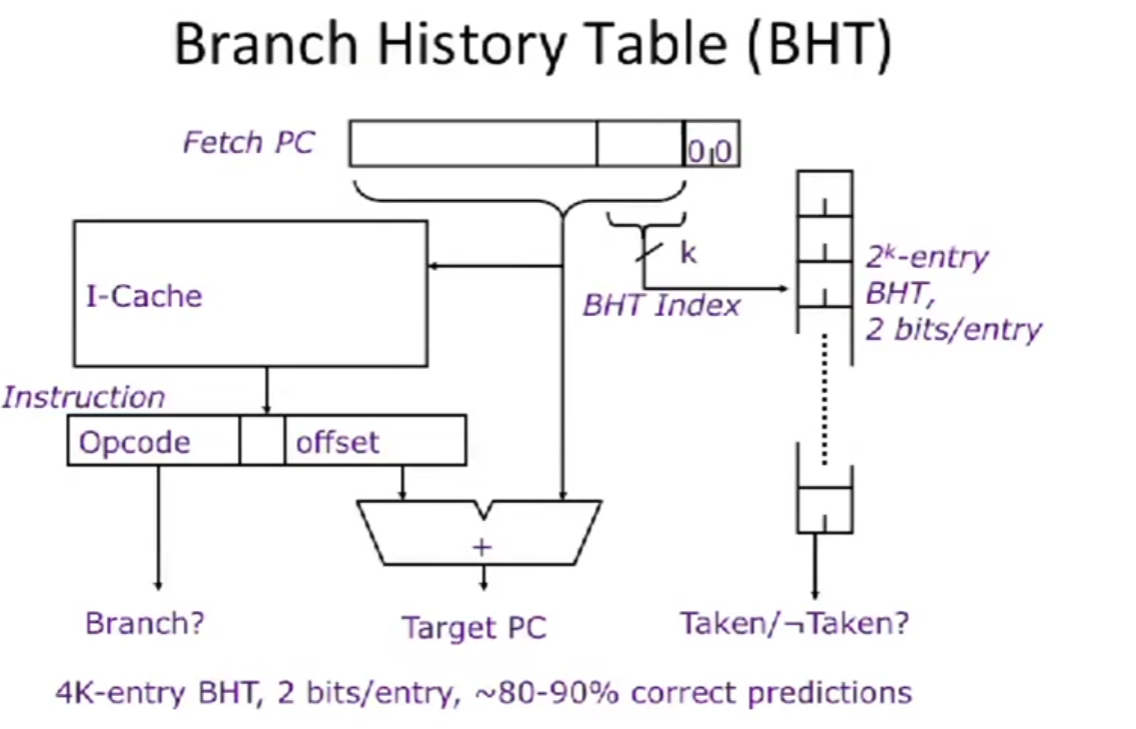 Branch History Table (BHT)
Fetch PC
0 0
k
2ᵏ-entry
BHT,
2 bits/entry
I-Cache
BHT Index
Instruction
Opcode
offset
+
Branch?
Target PC
Taken/¬Taken?
4K-entry BHT, 2 bits/entry, ~80-90% correct predictions